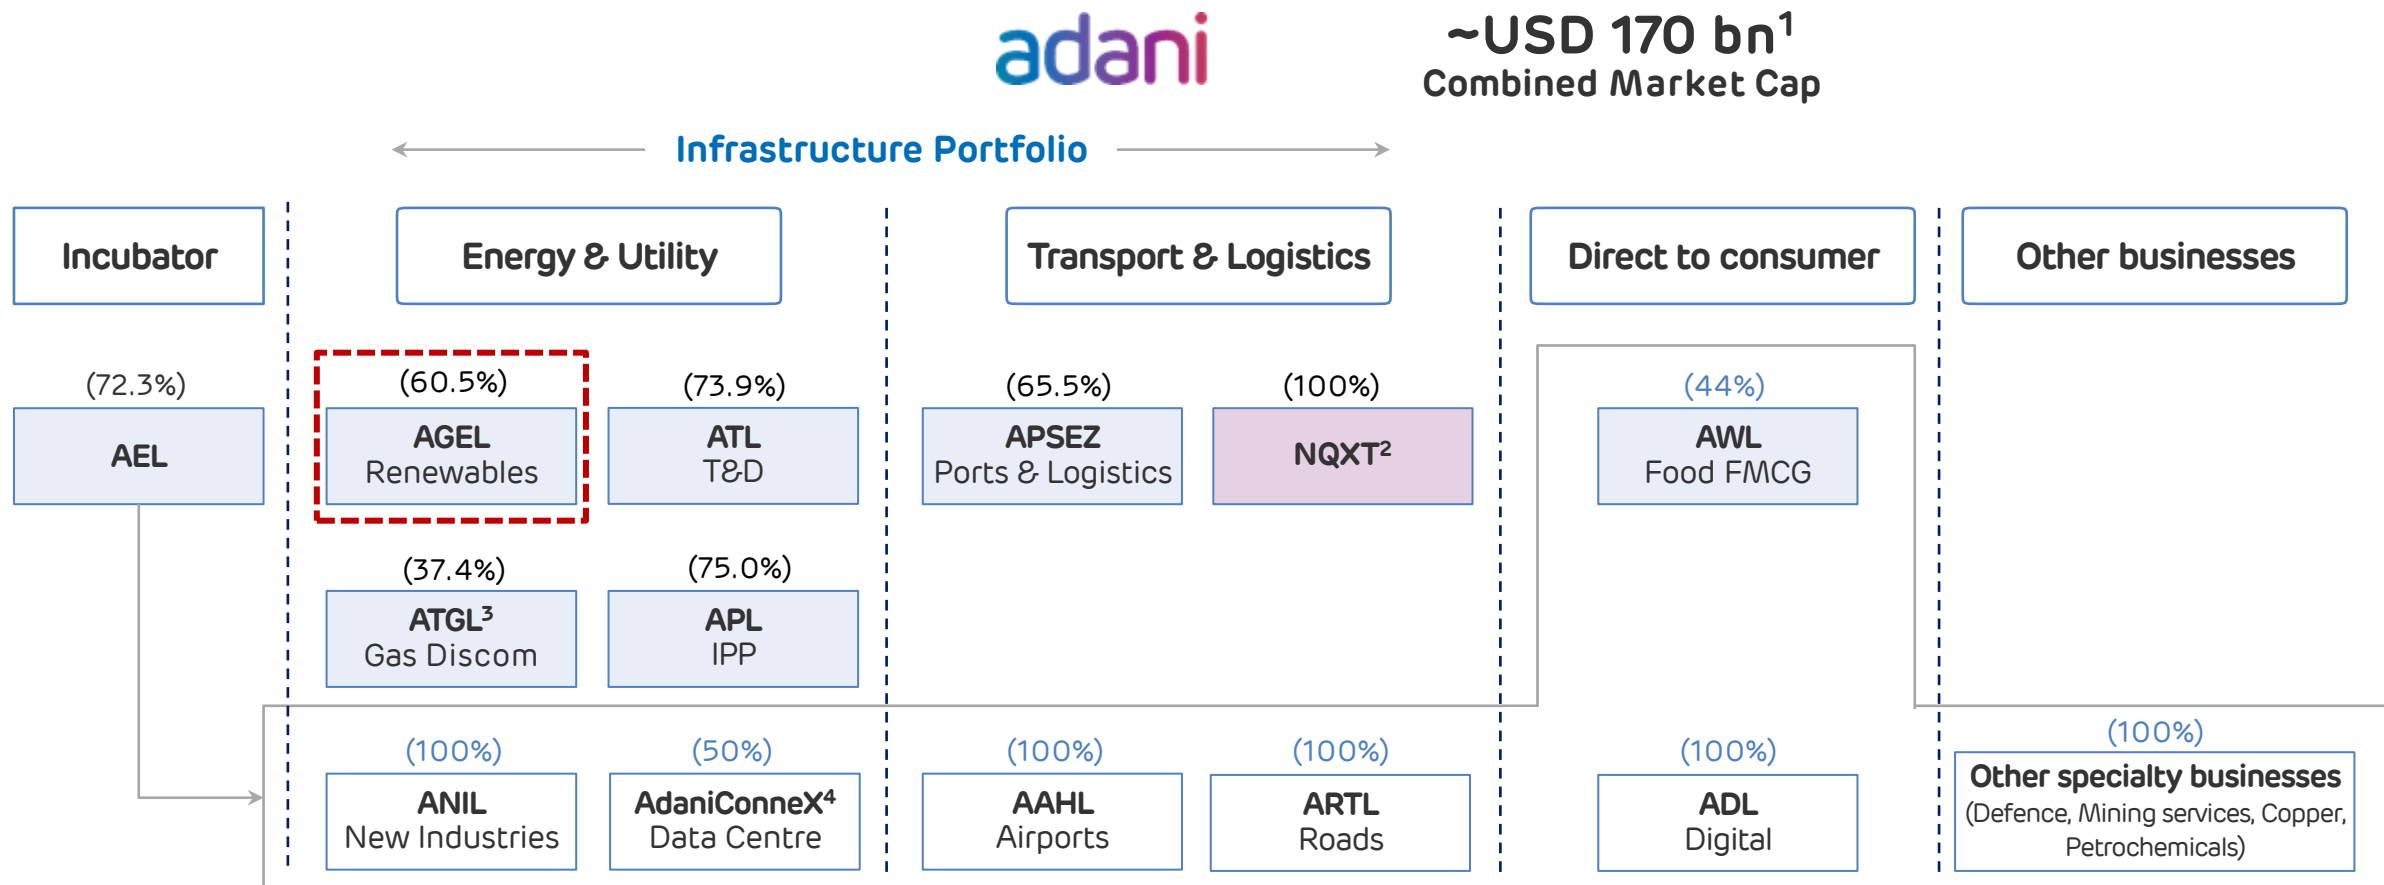 adani
~USD 170 bn¹
Combined Market Cap
Infrastructure Portfolio
Incubator
Energy & Utility
Transport & Logistics
Direct to consumer
Other businesses
(72.3%)
AEL
(60.5%)
AGEL
Renewables
(73.9%)
ATL
T&D
(65.5%)
APSEZ
Ports & Logistics
(100%)
NQXT²
(44%)
AWL
Food FMCG
(37.4%)
ATGL³
Gas Discom
(75.0%)
APL
IPP
(100%)
ANIL
New Industries
(50%)
AdaniConneX⁴
Data Centre
(100%)
AAHL
Airports
(100%)
ARTL
Roads
(100%)
ADL
Digital
(100%)
Other specialty businesses
(Defence, Mining services, Copper,
Petrochemicals)